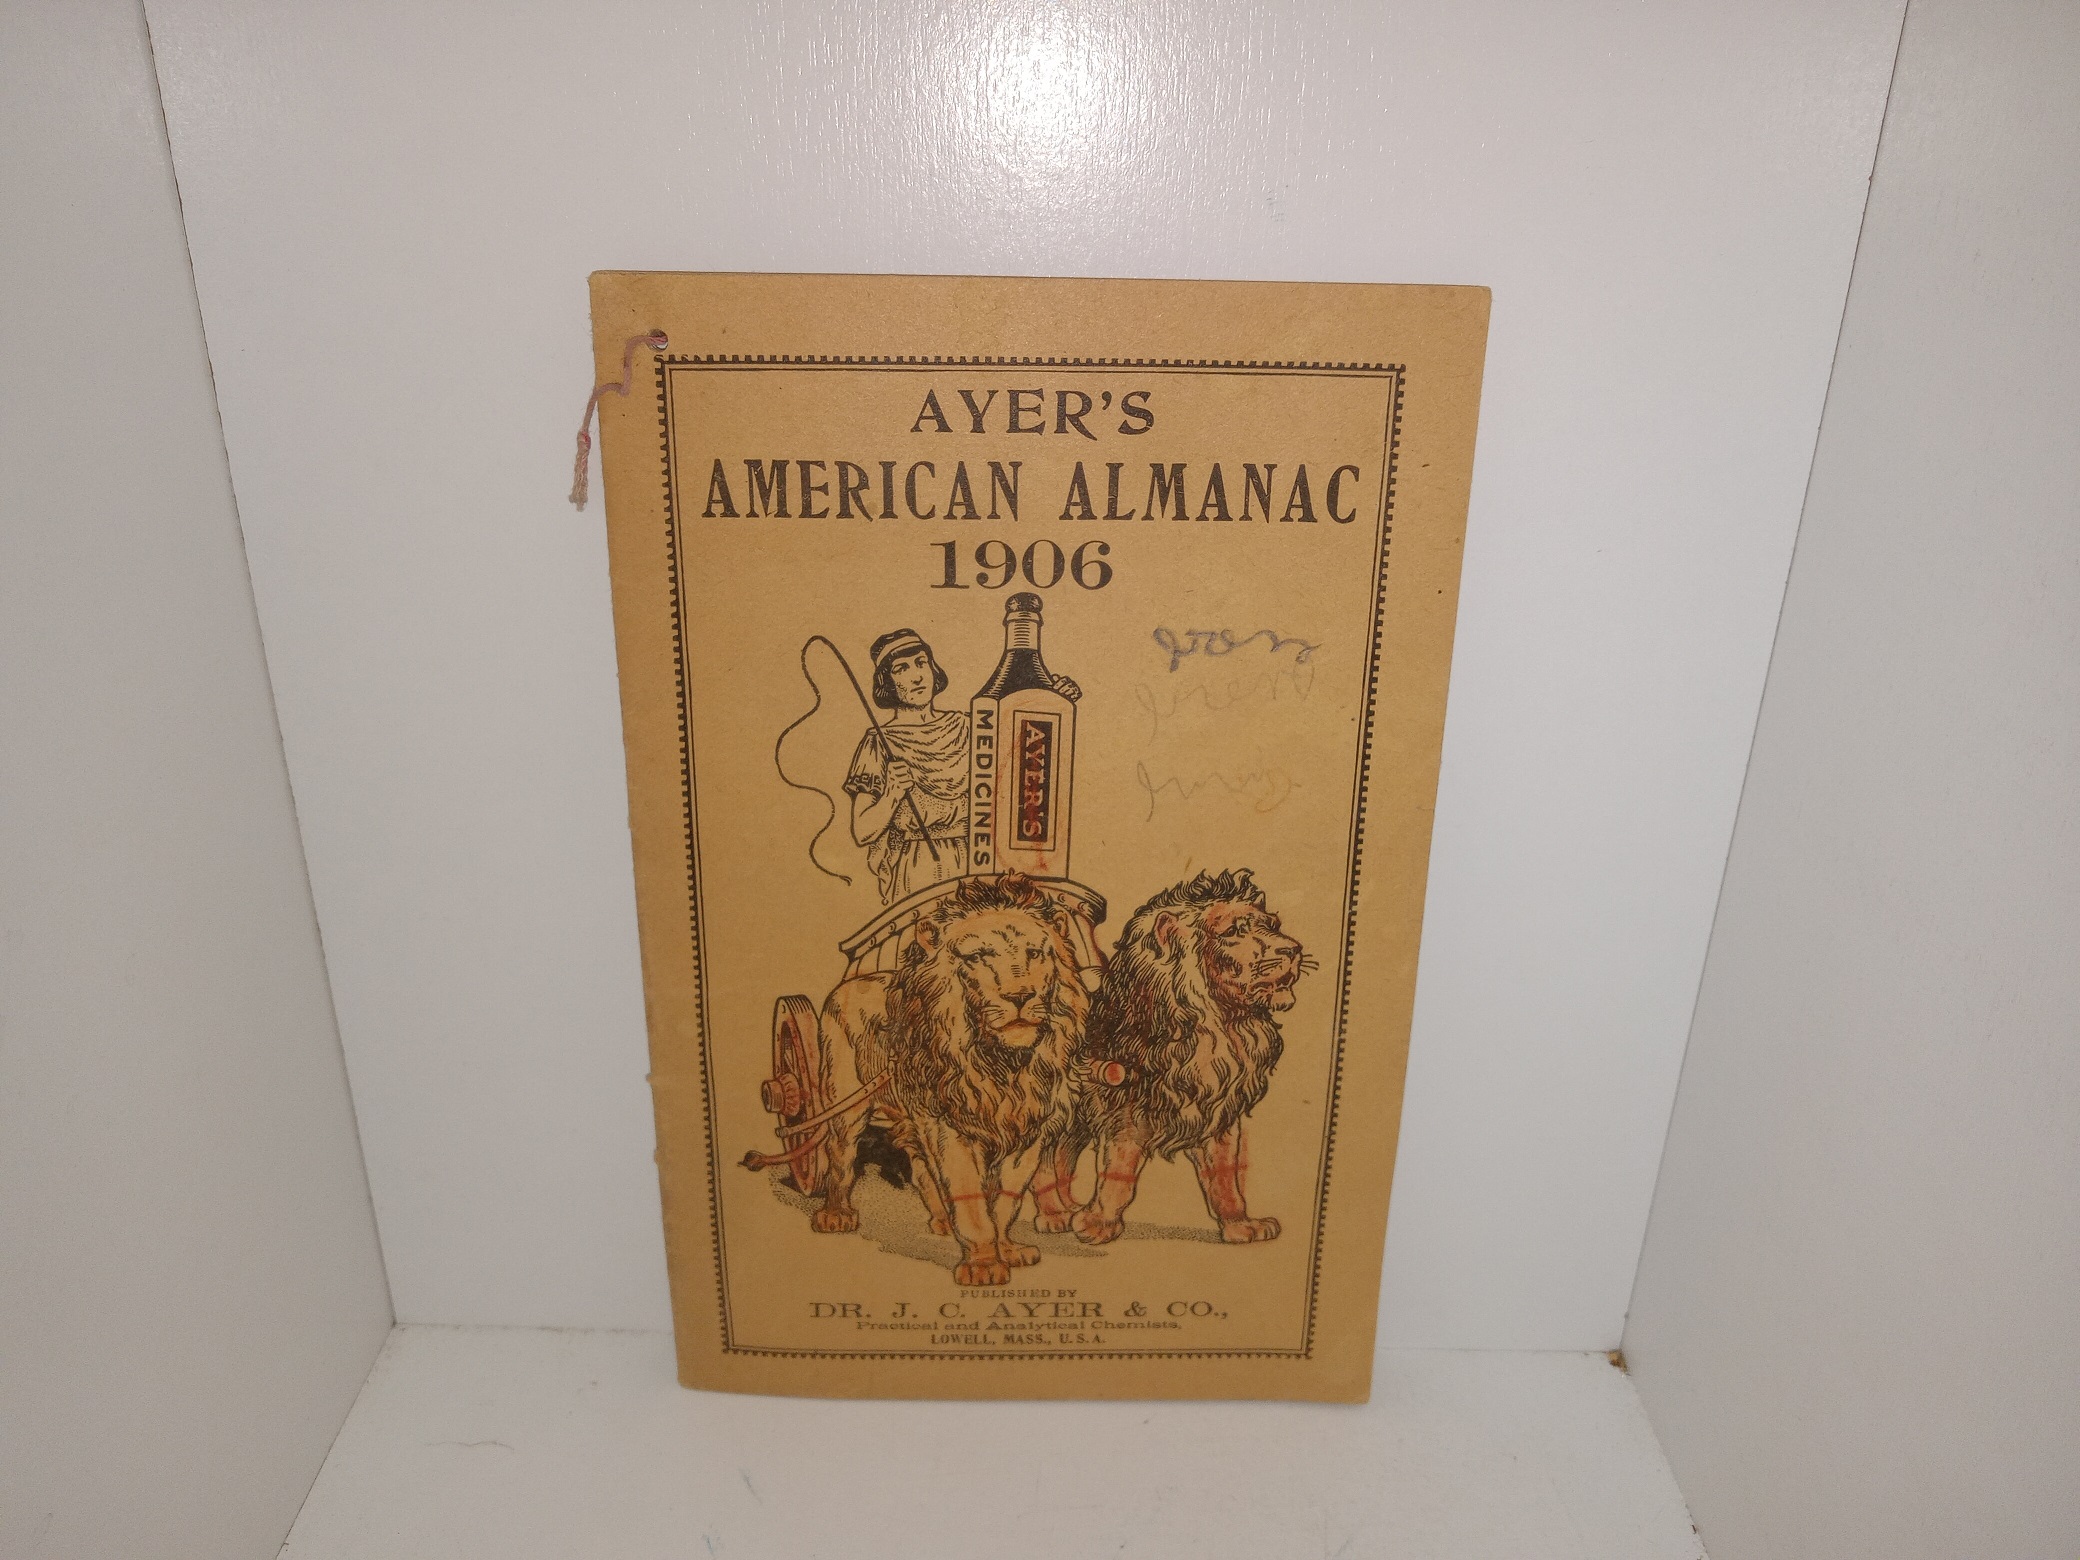 AYER'S
AMERICAN ALMANAC
1906
MEDICINES
AYER'S
PUBLISHED BY
DR. J. C. AYER & CO.,
Practical and Analytical Chemists,
LOWELL, MASS., U. S. A.